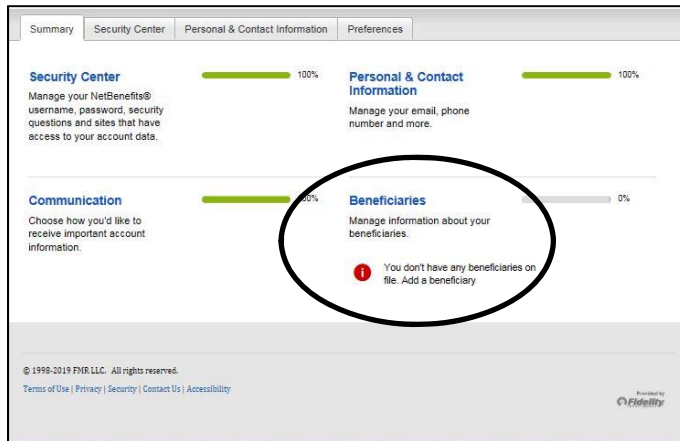 Summary
Security Center
Personal & Contact Information
Preferences
Security Center
100%
Manage your NetBenefits®
username, password, security
questions and sites that have
access to your account data.
Personal & Contact
Information
100%
Manage your email, phone
number and more.
Communication
100%
Choose how you'd like to
receive important account
information.
Beneficiaries
0%
Manage information about your
beneficiaries.
You don't have any beneficiaries on
file. Add a beneficiary
© 1998-2019 FMR LLC. All rights reserved.
Terms of Use | Privacy | Security | Contact Us | Accessibility
Provided by
Fidelity